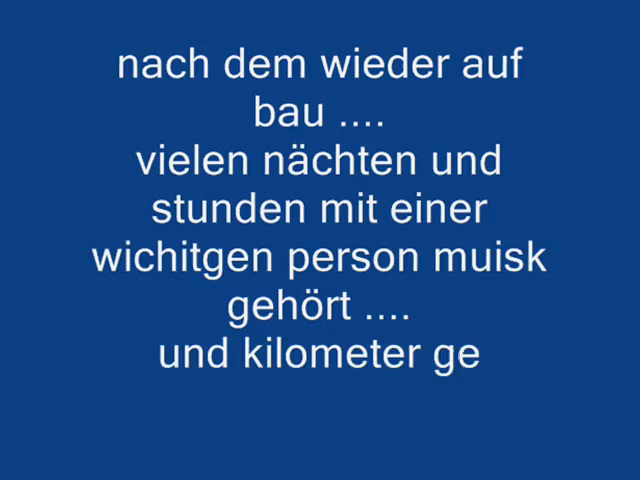 nach dem wieder auf
bau ....
vielen nächten und
stunden mit einer
wichitgen person muisk
gehört ....
und kilometer ge